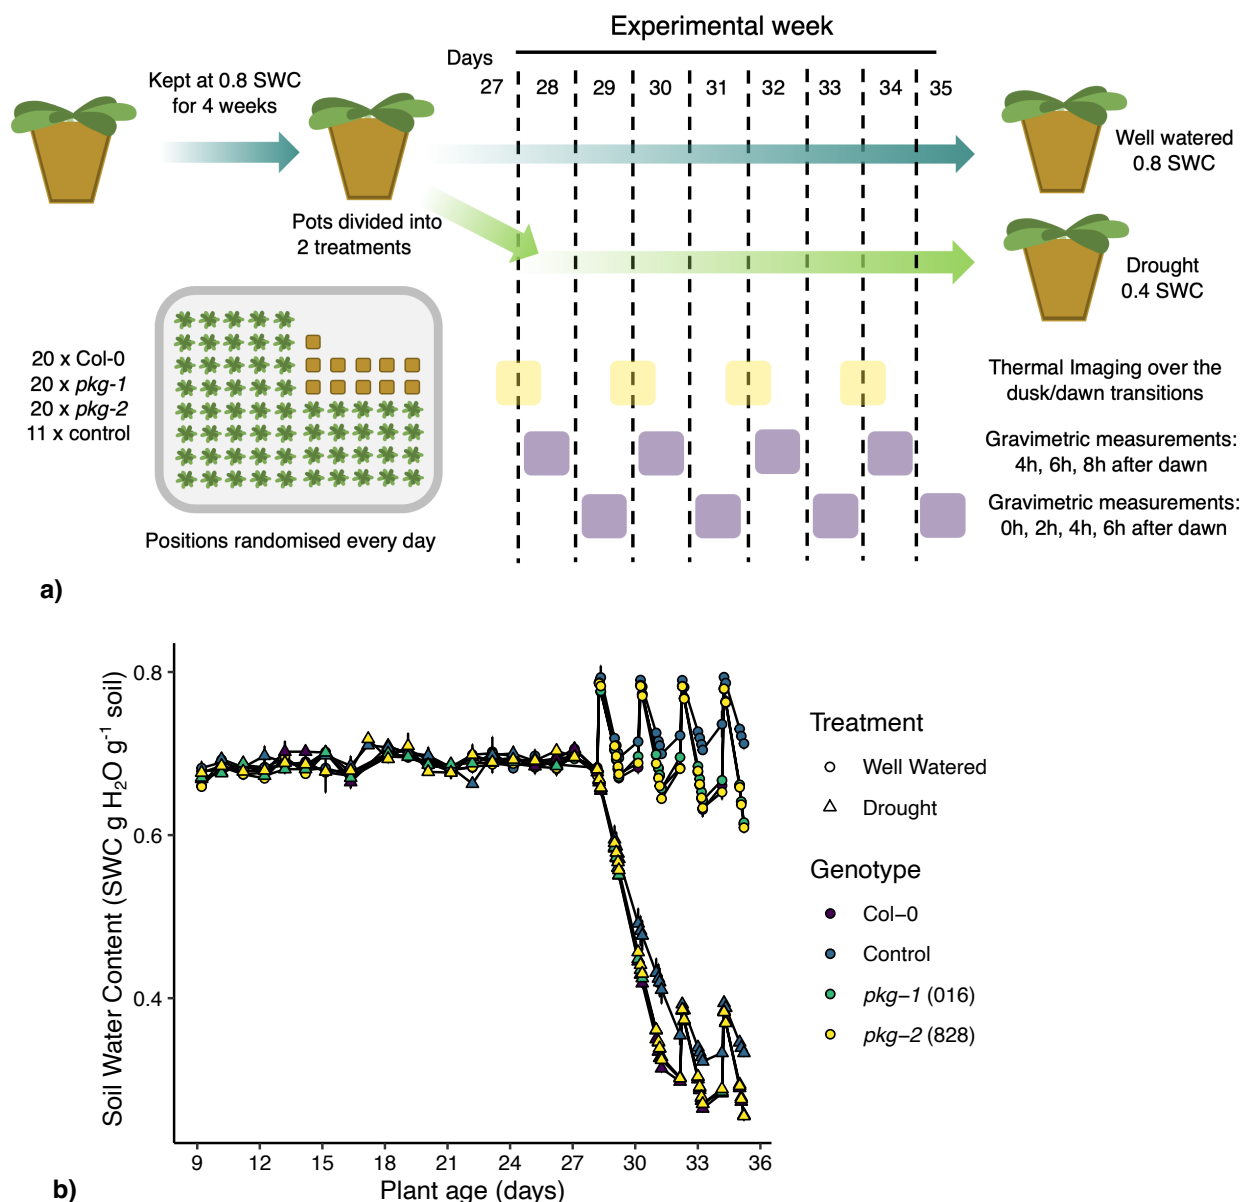 Experimental week
Days
27 28 29 30 31 32 33 34 35
Kept at 0.8 SWC
for 4 weeks
Pots divided into
2 treatments
Well watered
0.8 SWC
Drought
0.4 SWC
20 x Col-0
20 x pkg-1
20 x pkg-2
11 x control
Positions randomised every day
Thermal Imaging over the
dusk/dawn transitions
Gravimetric measurements:
4h, 6h, 8h after dawn
Gravimetric measurements:
0h, 2h, 4h, 6h after dawn
a)
Soil Water Content (SWC g H₂O g⁻¹ soil)
0.8
0.6
0.4
9 12 15 18 21 24 27 30 33 36
Plant age (days)
Treatment
Well Watered
Drought
Genotype
Col−0
Control
pkg−1 (016)
pkg−2 (828)
b)